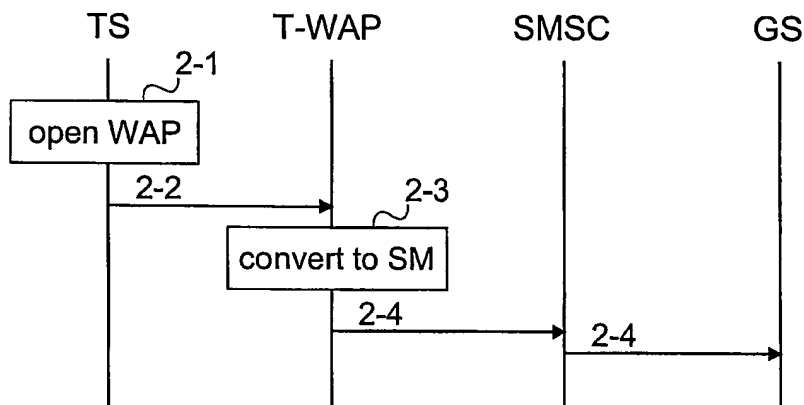 TS T-WAP SMSC GS
2-1
open WAP
2-2
2-3
convert to SM
2-4
2-4